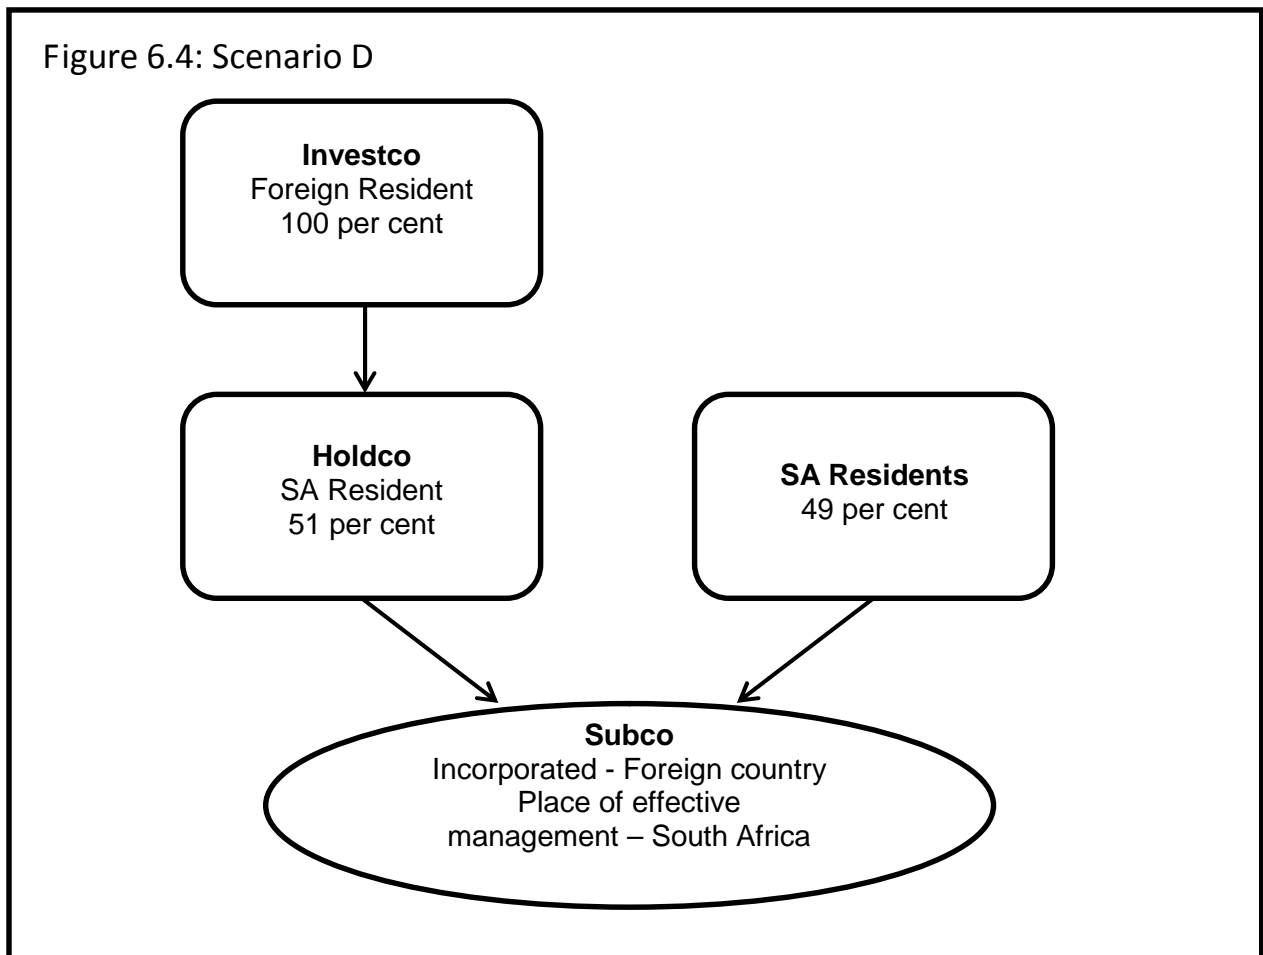 Figure 6.4: Scenario D
Investco
Foreign Resident
100 per cent
Holdco
SA Resident
51 per cent
SA Residents
49 per cent
Subco
Incorporated - Foreign country
Place of effective
management – South Africa